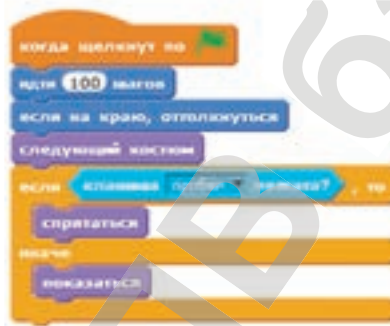 когда щелкнут по
идти 100 шагов
если на краю, оттолкнуться
следующий костюм
если клавиша нажата? , то
спрятаться
иначе
показаться